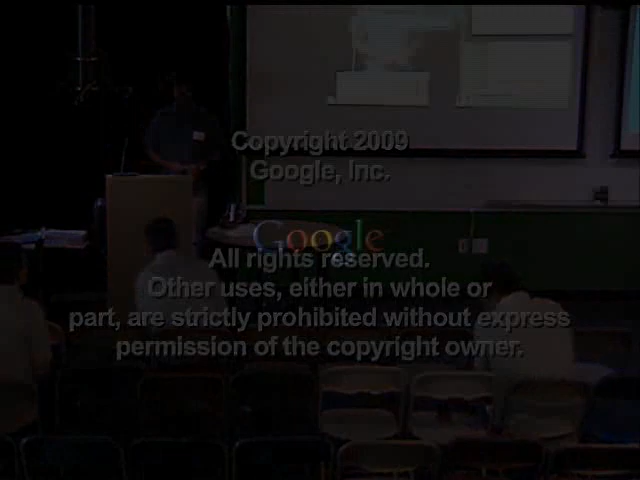 Copyright 2009
Google, Inc.
Google
All rights reserved.
Other uses, either in whole or
part, are strictly prohibited without express
permission of the copyright owner.